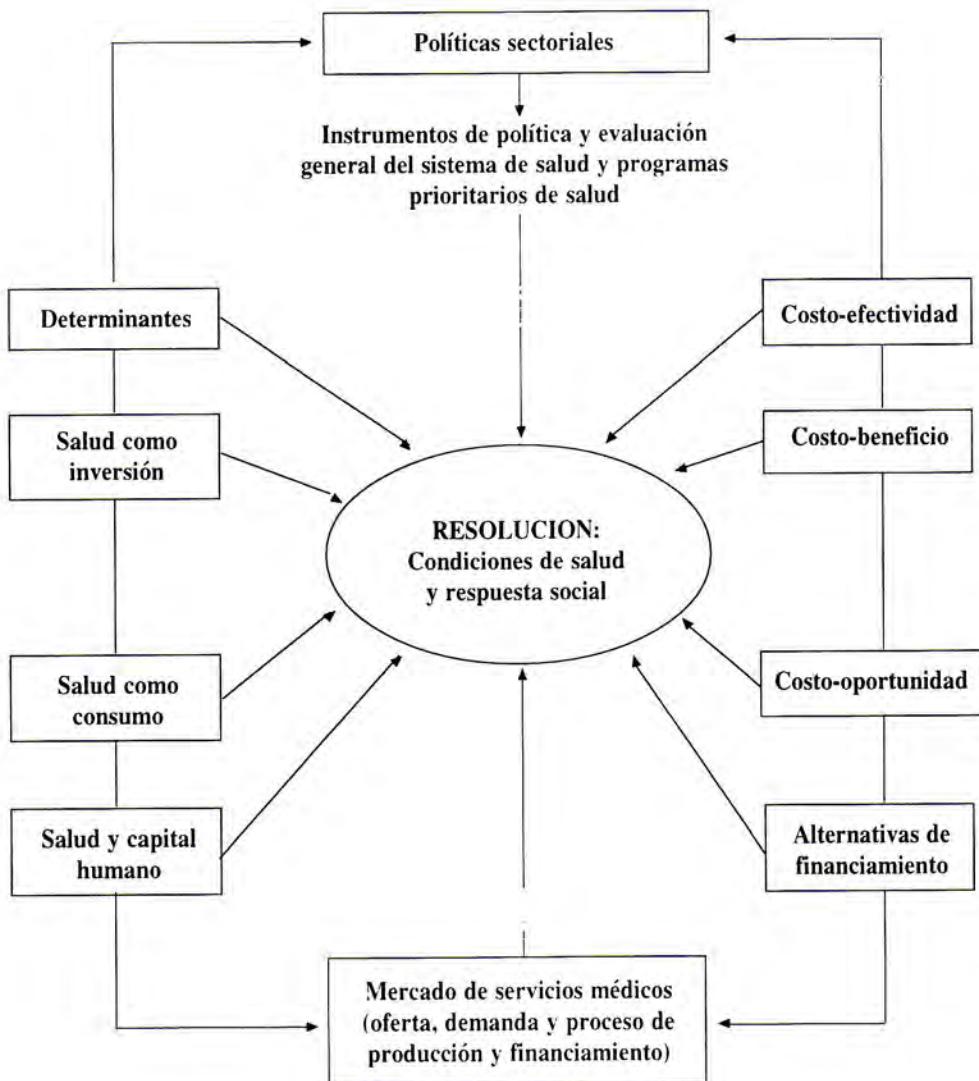 Políticas sectoriales
Instrumentos de política y evaluación
general del sistema de salud y programas
prioritarios de salud
Determinantes
Costo-efectividad
Salud como
inversión
Costo-beneficio
RESOLUCION:
Condiciones de salud
y respuesta social
Salud como
consumo
Costo-oportunidad
Salud y capital
humano
Alternativas de
financiamiento
Mercado de servicios médicos
(oferta, demanda y proceso de
producción y financiamiento)